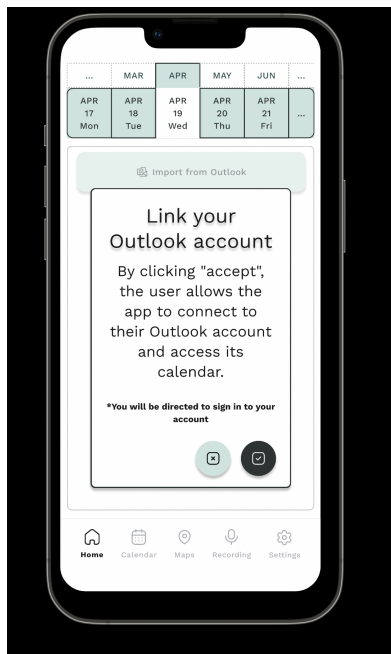 ... MAR APR MAY JUN ...
APR APR APR APR APR
17 18 19 20 21 ...
Mon Tue Wed Thu Fri
Import from Outlook
Link your
Outlook account
By clicking "accept",
the user allows the
app to connect to
their Outlook account
and access its
calendar.
*You will be directed to sign in to your
account
Home Calendar Maps Recording Settings